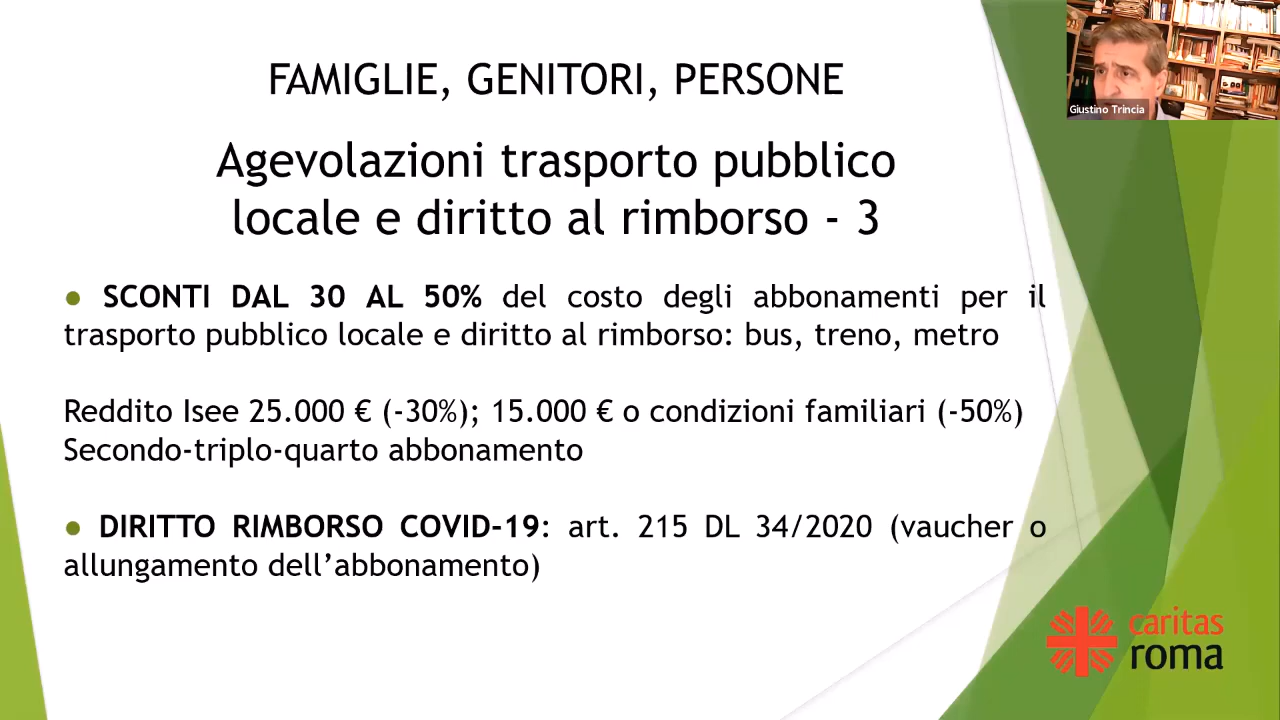 FAMIGLIE, GENITORI, PERSONE
Agevolazioni trasporto pubblico
locale e diritto al rimborso - 3
● SCONTI DAL 30 AL 50% del costo degli abbonamenti per il
trasporto pubblico locale e diritto al rimborso: bus, treno, metro
Reddito Isee 25.000 € (-30%); 15.000 € o condizioni familiari (-50%)
Secondo-triplo-quarto abbonamento
● DIRITTO RIMBORSO COVID-19: art. 215 DL 34/2020 (vaucher o
allungamento dell’abbonamento)
Giustino Trincia
caritas
roma